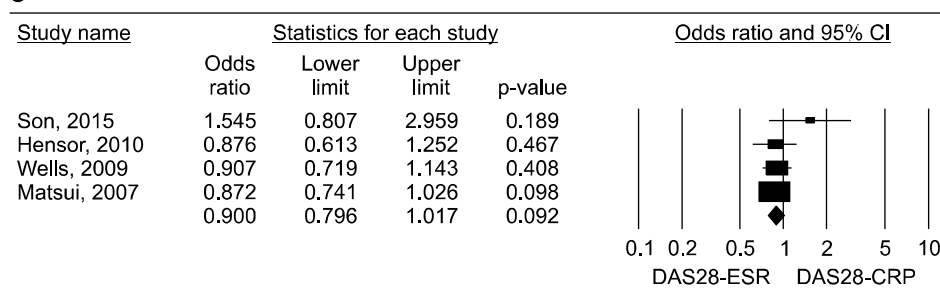 Study name Statistics for each study Odds ratio and 95% CI
Odds ratio Lower limit Upper limit p-value
Son, 2015 1.545 0.807 2.959 0.189
Hensor, 2010 0.876 0.613 1.252 0.467
Wells, 2009 0.907 0.719 1.143 0.408
Matsui, 2007 0.872 0.741 1.026 0.098
0.900 0.796 1.017 0.092
0.1 0.2 0.5 1 2 5 10
DAS28-ESR DAS28-CRP